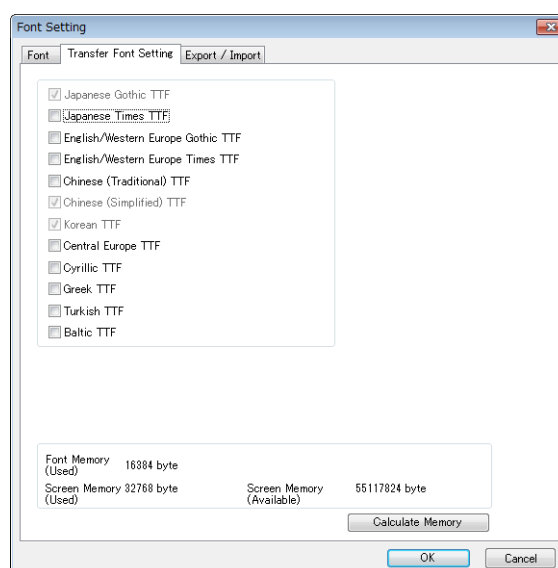 Font Setting
Font Transfer Font Setting Export / Import
Japanese Gothic TTF
Japanese Times TTF
English/Western Europe Gothic TTF
English/Western Europe Times TTF
Chinese (Traditional) TTF
Chinese (Simplified) TTF
Korean TTF
Central Europe TTF
Cyrillic TTF
Greek TTF
Turkish TTF
Baltic TTF
Font Memory
(Used) 16384 byte
Screen Memory 32768 byte Screen Memory 55117824 byte
(Used) (Available)
Calculate Memory
OK Cancel